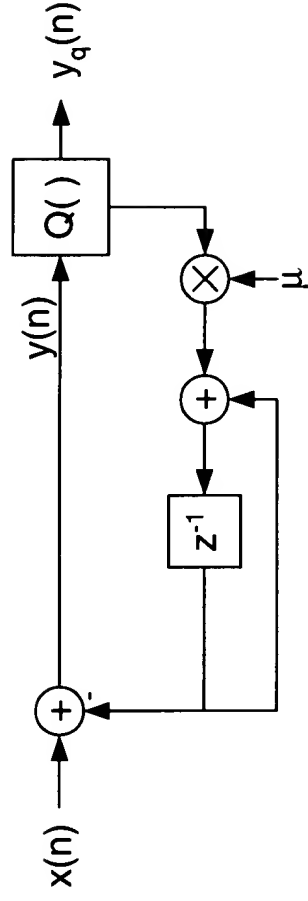 x(n)
+
-
y(n)
Q( )
y_q(n)
×
μ
+
z^-1